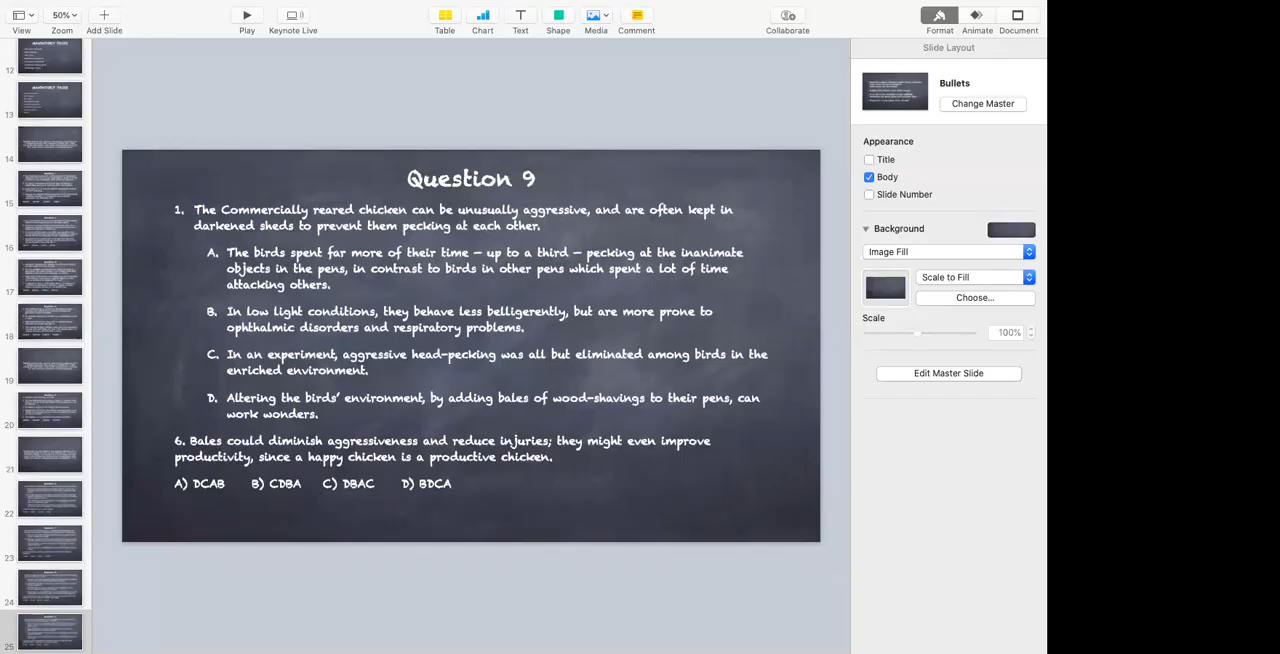 50%
View
Zoom
Add Slide
Play
Keynote Live
Table
Chart
Text
Shape
Media
Comment
Collaborate
Format
Animate
Document
12
13
14
15
16
17
18
19
20
21
22
23
24
25
Question 9
1. The Commercially reared chicken can be unusually aggressive, and are often kept in
darkened sheds to prevent them pecking at each other.
A. The birds spent far more of their time – up to a third – pecking at the inanimate
objects in the pens, in contrast to birds in other pens which spent a lot of time
attacking others.
B. In low light conditions, they behave less belligerently, but are more prone to
ophthalmic disorders and respiratory problems.
C. In an experiment, aggressive head-pecking was all but eliminated among birds in the
enriched environment.
D. Altering the birds' environment, by adding bales of wood-shavings to their pens, can
work wonders.
6. Bales could diminish aggressiveness and reduce injuries; they might even improve
productivity, since a happy chicken is a productive chicken.
A) DCAB B) CDBA C) DBAC D) BDCA
Slide Layout
Bullets
Change Master
Appearance
Title
Body
Slide Number
Background
Image Fill
Scale to Fill
Choose...
Scale
100%
Edit Master Slide